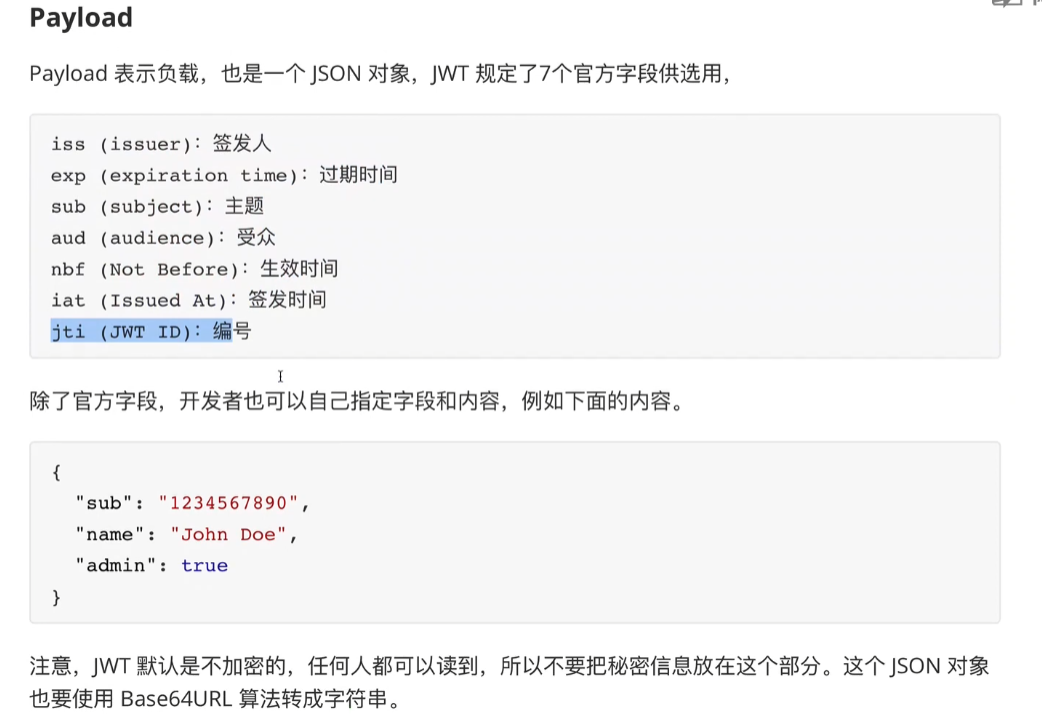 Payload
Payload 表示负载，也是一个 JSON 对象，JWT 规定了7个官方字段供选用，
iss (issuer)：签发人
exp (expiration time)：过期时间
sub (subject)：主题
aud (audience)：受众
nbf (Not Before)：生效时间
iat (Issued At)：签发时间
jti (JWT ID)：编号
除了官方字段，开发者也可以自己指定字段和内容，例如下面的内容。
{
"sub": "1234567890",
"name": "John Doe",
"admin": true
}
注意，JWT 默认是不加密的，任何人都可以读到，所以不要把秘密信息放在这个部分。这个 JSON 对象
也要使用 Base64URL 算法转成字符串。